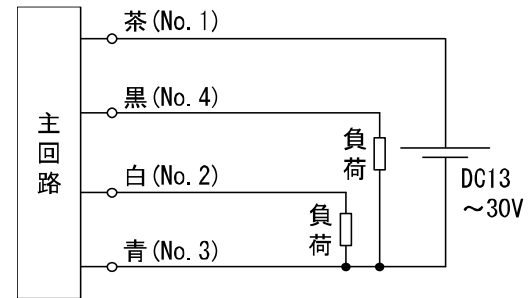 茶(No. 1)
黒(No. 4)
主回路
負荷
白(No. 2)
DC13
～30V
負荷
青(No. 3)